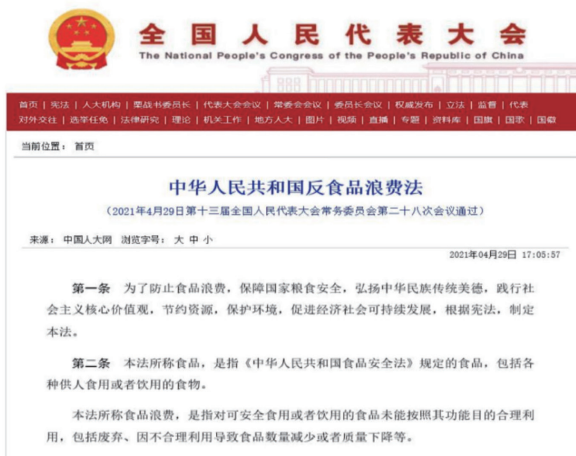 全国人民代表大会
The National People's Congress of the People's Republic of China
首页 | 宪法 | 人大机构 | 栗战书委员长 | 代表大会会议 | 常委会会议 | 委员长会议 | 权威发布 | 立法 | 监督 | 代表
对外交往 | 选举任免 | 法律研究 | 理论 | 机关工作 | 地方人大 | 图片 | 视频 | 直播 | 专题 | 资料库 | 国旗 | 国歌 | 国徽
当前位置: 首页
中华人民共和国反食品浪费法
(2021年4月29日第十三届全国人民代表大会常务委员会第二十八次会议通过)
来源: 中国人大网 浏览字号: 大 中 小
2021年04月29日 17:05:57
第一条 为了防止食品浪费，保障国家粮食安全，弘扬中华民族传统美德，践行社
会主义核心价值观，节约资源，保护环境，促进经济社会可持续发展，根据宪法，制定
本法。
第二条 本法所称食品，是指《中华人民共和国食品安全法》规定的食品，包括各
种供人食用或者饮用的食物。
本法所称食品浪费，是指对可安全食用或者饮用的食品未能按照其功能目的合理利
用，包括废弃、因不合理利用导致食品数量减少或者质量下降等。